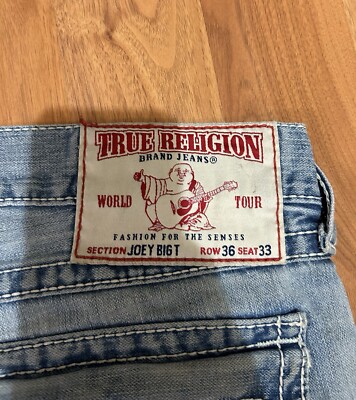 TRUE RELIGION
BRAND JEANS®
WORLD TOUR
FASHION FOR THE SENSES
SECTION JOEY BIG T ROW 36 SEAT 33